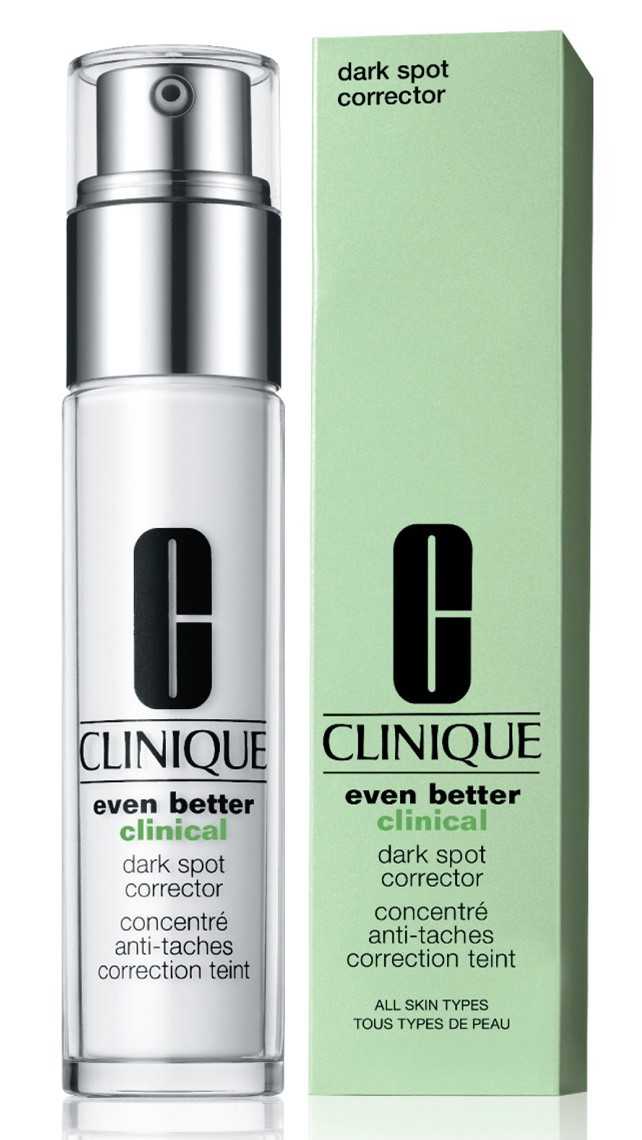 C
CLINIQUE
even better
clinical
dark spot
corrector
concentré
anti-taches
correction teint
dark spot
corrector
C
CLINIQUE
even better
clinical
dark spot
corrector
concentré
anti-taches
correction teint
ALL SKIN TYPES
TOUS TYPES DE PEAU